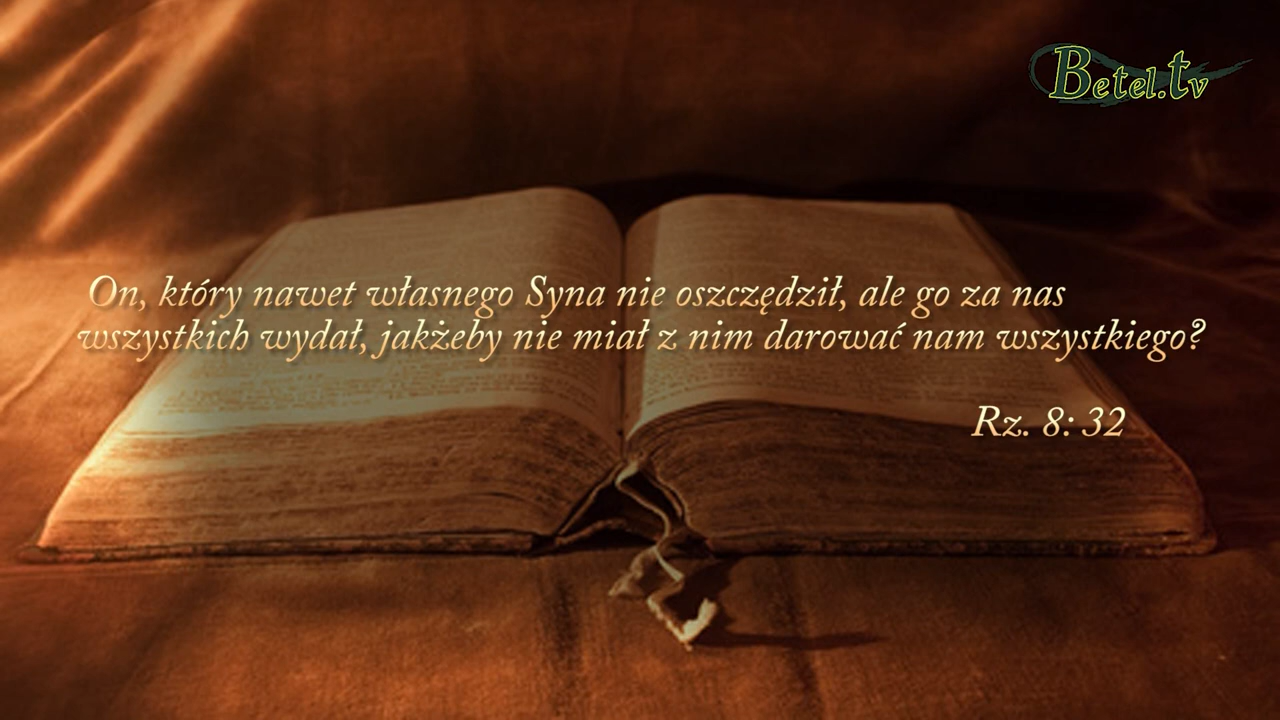 Betel.tv
On, który nawet własnego Syna nie oszczędził, ale go za nas
wszystkich wydał, jakżeby nie miał z nim darować nam wszystkiego?
Rz. 8: 32